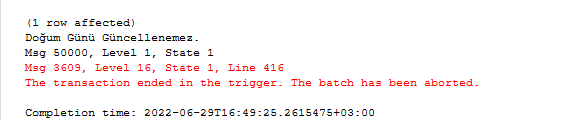 (1 row affected)
Doğum Günü Güncellenemez.
Msg 50000, Level 1, State 1
Msg 3609, Level 16, State 1, Line 416
The transaction ended in the trigger. The batch has been aborted.
Completion time: 2022-06-29T16:49:25.2615475+03:00